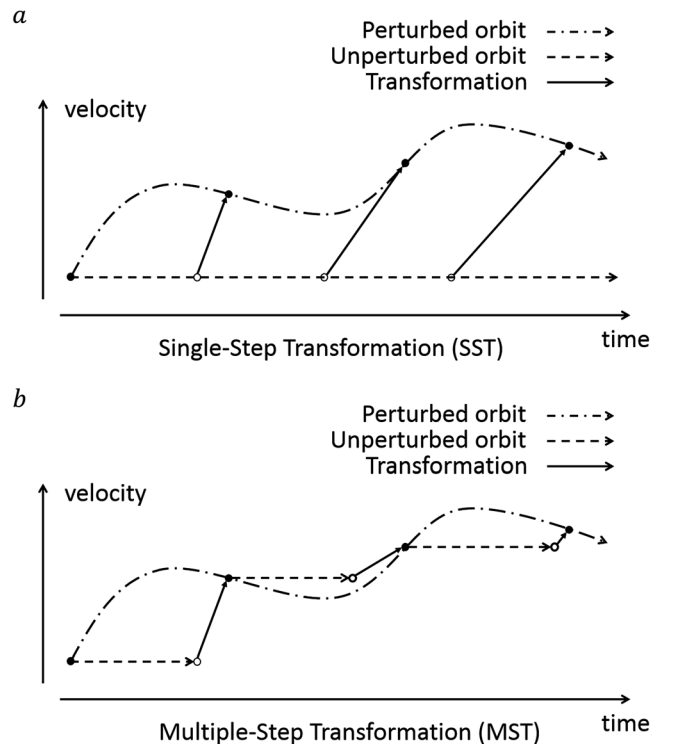 a
Perturbed orbit
Unperturbed orbit
Transformation
velocity
time
Single-Step Transformation (SST)
b
Perturbed orbit
Unperturbed orbit
Transformation
velocity
time
Multiple-Step Transformation (MST)